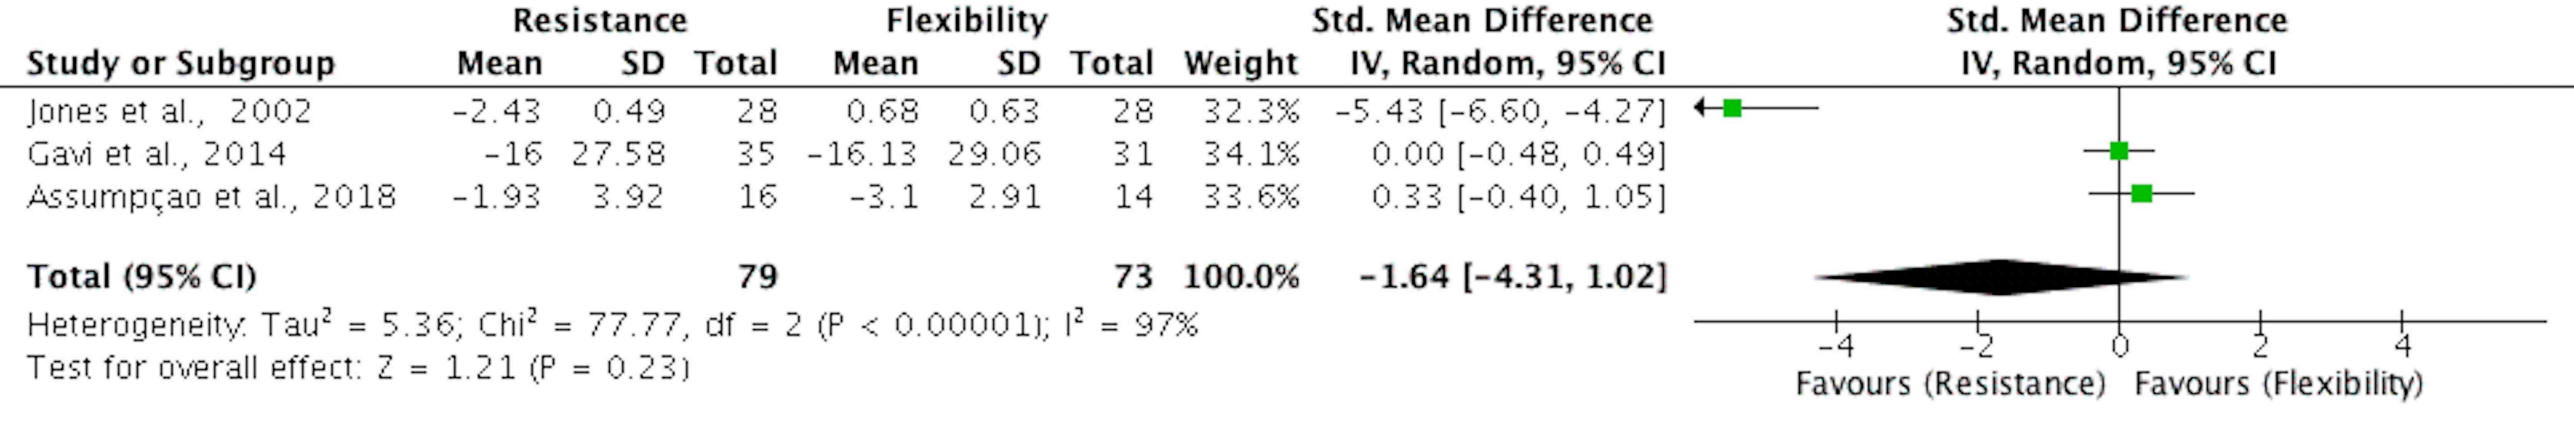 Resistance Flexibility Std. Mean Difference Std. Mean Difference
Study or Subgroup Mean SD Total Mean SD Total Weight IV, Random, 95% CI IV, Random, 95% CI
Jones et al., 2002 −2.43 0.49 28 0.68 0.63 28 32.3% −5.43 [−6.60, −4.27]
Gavi et al., 2014 −16 27.58 35 −16.13 29.06 31 34.1% 0.00 [−0.48, 0.49]
Assumpçao et al., 2018 −1.93 3.92 16 −3.1 2.91 14 33.6% 0.33 [−0.40, 1.05]
Total (95% CI) 79 73 100.0% −1.64 [−4.31, 1.02]
Heterogeneity: Tau² = 5.36; Chi² = 77.77, df = 2 (P < 0.00001); I² = 97%
Test for overall effect: Z = 1.21 (P = 0.23)
−4 −2 0 2 4
Favours (Resistance) Favours (Flexibility)